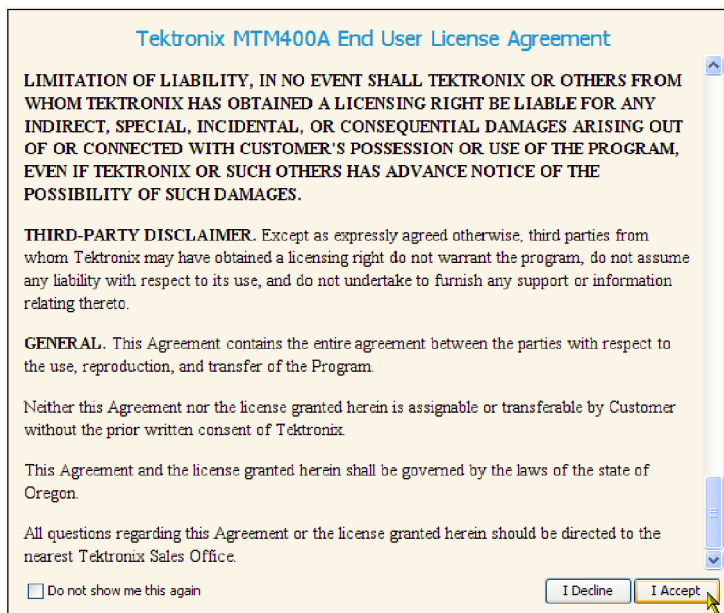 Tektronix MTM400A End User License Agreement
LIMITATION OF LIABILITY, IN NO EVENT SHALL TEKTRONIX OR OTHERS FROM
WHOM TEKTRONIX HAS OBTAINED A LICENSING RIGHT BE LIABLE FOR ANY
INDIRECT, SPECIAL, INCIDENTAL, OR CONSEQUENTIAL DAMAGES ARISING OUT
OF OR CONNECTED WITH CUSTOMER'S POSSESSION OR USE OF THE PROGRAM,
EVEN IF TEKTRONIX OR SUCH OTHERS HAS ADVANCE NOTICE OF THE
POSSIBILITY OF SUCH DAMAGES.
THIRD-PARTY DISCLAIMER. Except as expressly agreed otherwise, third parties from
whom Tektronix may have obtained a licensing right do not warrant the program, do not assume
any liability with respect to its use, and do not undertake to furnish any support or information
relating thereto.
GENERAL. This Agreement contains the entire agreement between the parties with respect to
the use, reproduction, and transfer of the Program.
Neither this Agreement nor the license granted herein is assignable or transferable by Customer
without the prior written consent of Tektronix.
This Agreement and the license granted herein shall be governed by the laws of the state of
Oregon.
All questions regarding this Agreement or the license granted herein should be directed to the
nearest Tektronix Sales Office.
Do not show me this again
I Decline
I Accept